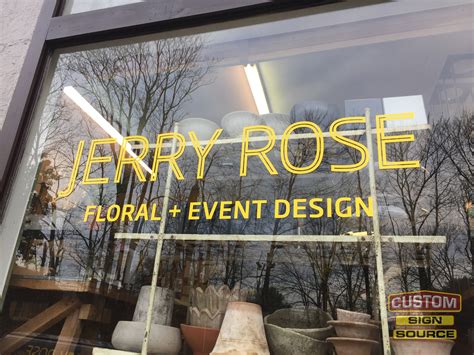 JERRY ROSE
FLORAL + EVENT DESIGN
CUSTOM
SIGN
SOURCE